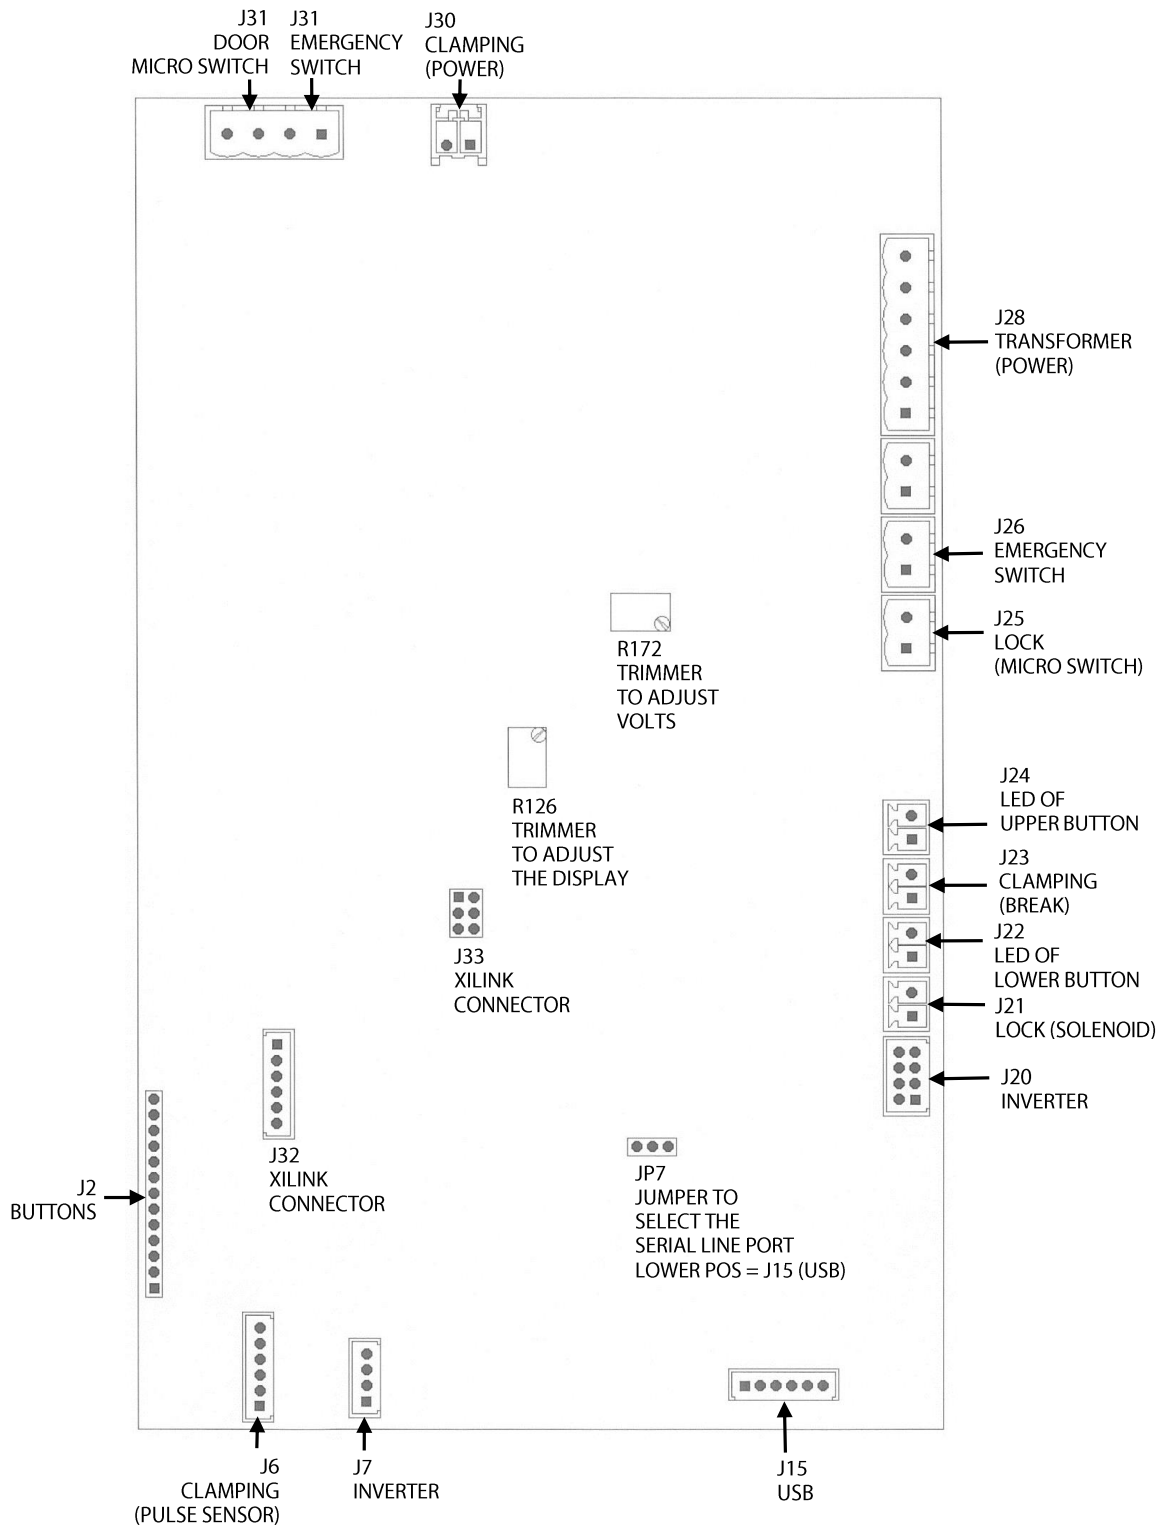 J31
DOOR
MICRO SWITCH
J31
EMERGENCY
SWITCH
J30
CLAMPING
(POWER)
J28
TRANSFORMER
(POWER)
J26
EMERGENCY
SWITCH
J25
LOCK
(MICRO SWITCH)
R172
TRIMMER
TO ADJUST
VOLTS
R126
TRIMMER
TO ADJUST
THE DISPLAY
J24
LED OF
UPPER BUTTON
J23
CLAMPING
(BREAK)
J22
LED OF
LOWER BUTTON
J21
LOCK (SOLENOID)
J20
INVERTER
J33
XILINK
CONNECTOR
J32
XILINK
CONNECTOR
J2
BUTTONS
JP7
JUMPER TO
SELECT THE
SERIAL LINE PORT
LOWER POS = J15 (USB)
J6
CLAMPING
(PULSE SENSOR)
J7
INVERTER
J15
USB